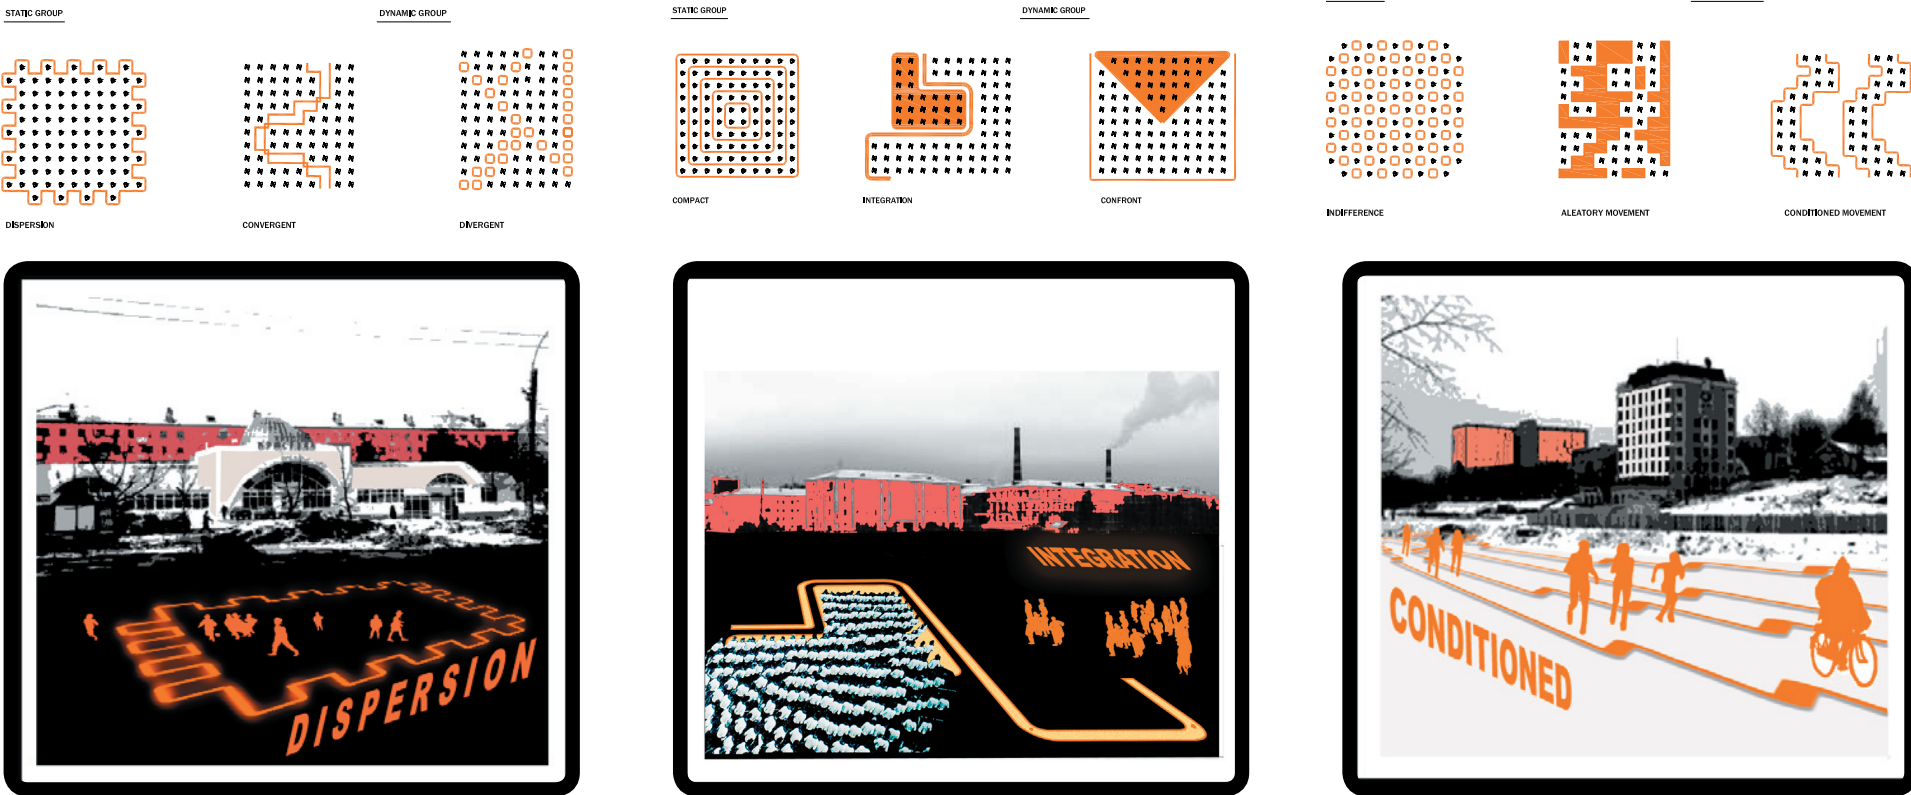 STATIC GROUP
DYNAMIC GROUP
STATIC GROUP
DYNAMIC GROUP
DISPERSION
CONVERGENT
DIVERGENT
COMPACT
INTEGRATION
CONFRONT
INDIFFERENCE
ALEATORY MOVEMENT
CONDITIONED MOVEMENT
DISPERSION
INTEGRATION
CONDITIONED